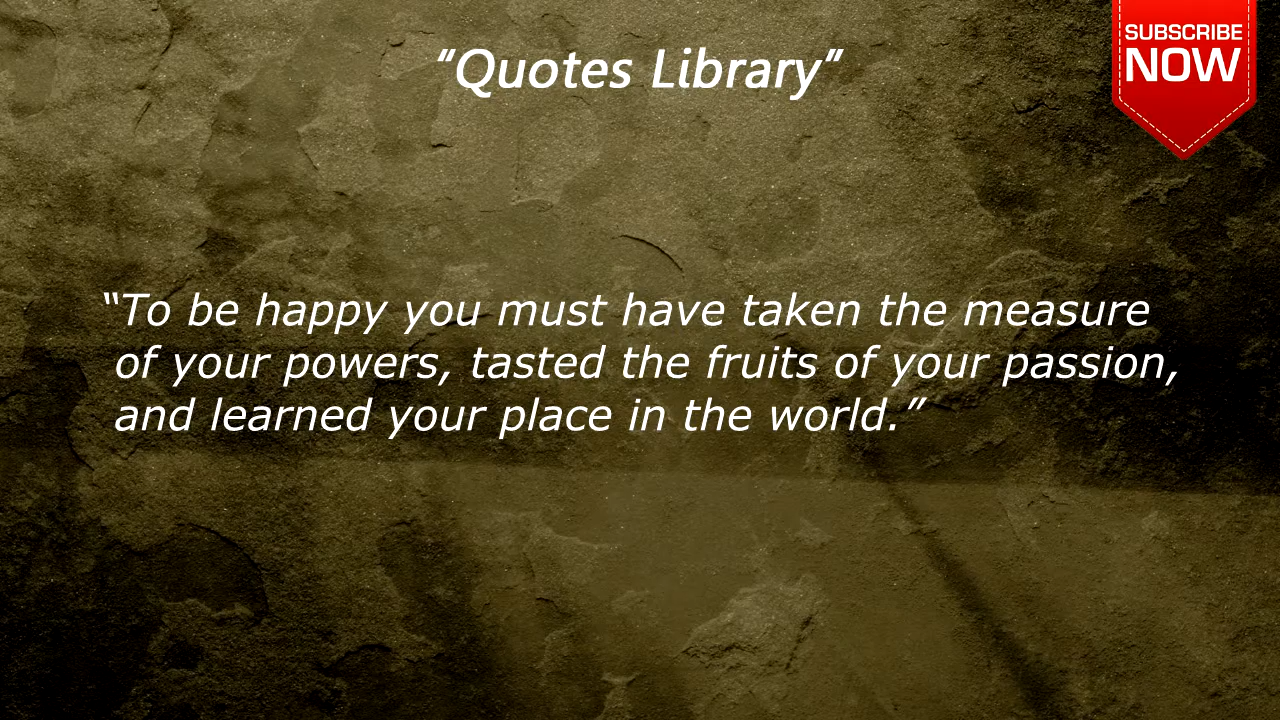 “Quotes Library”
SUBSCRIBE
NOW
“To be happy you must have taken the measure
of your powers, tasted the fruits of your passion,
and learned your place in the world.”